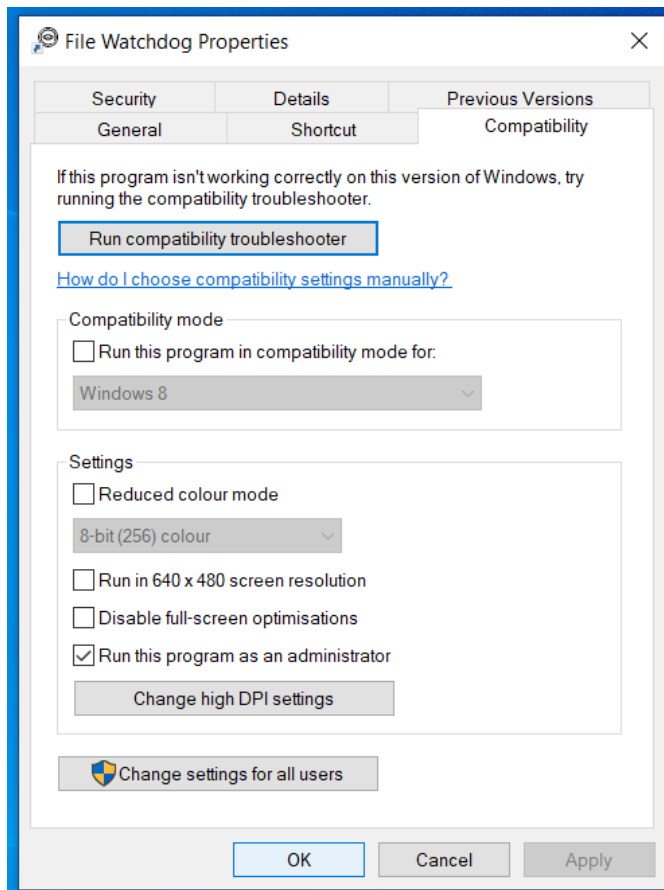 File Watchdog Properties
Security Details Previous Versions
General Shortcut Compatibility
If this program isn't working correctly on this version of Windows, try
running the compatibility troubleshooter.
Run compatibility troubleshooter
How do I choose compatibility settings manually?
Compatibility mode
Run this program in compatibility mode for:
Windows 8
Settings
Reduced colour mode
8-bit (256) colour
Run in 640 x 480 screen resolution
Disable full-screen optimisations
Run this program as an administrator
Change high DPI settings
Change settings for all users
OK Cancel Apply